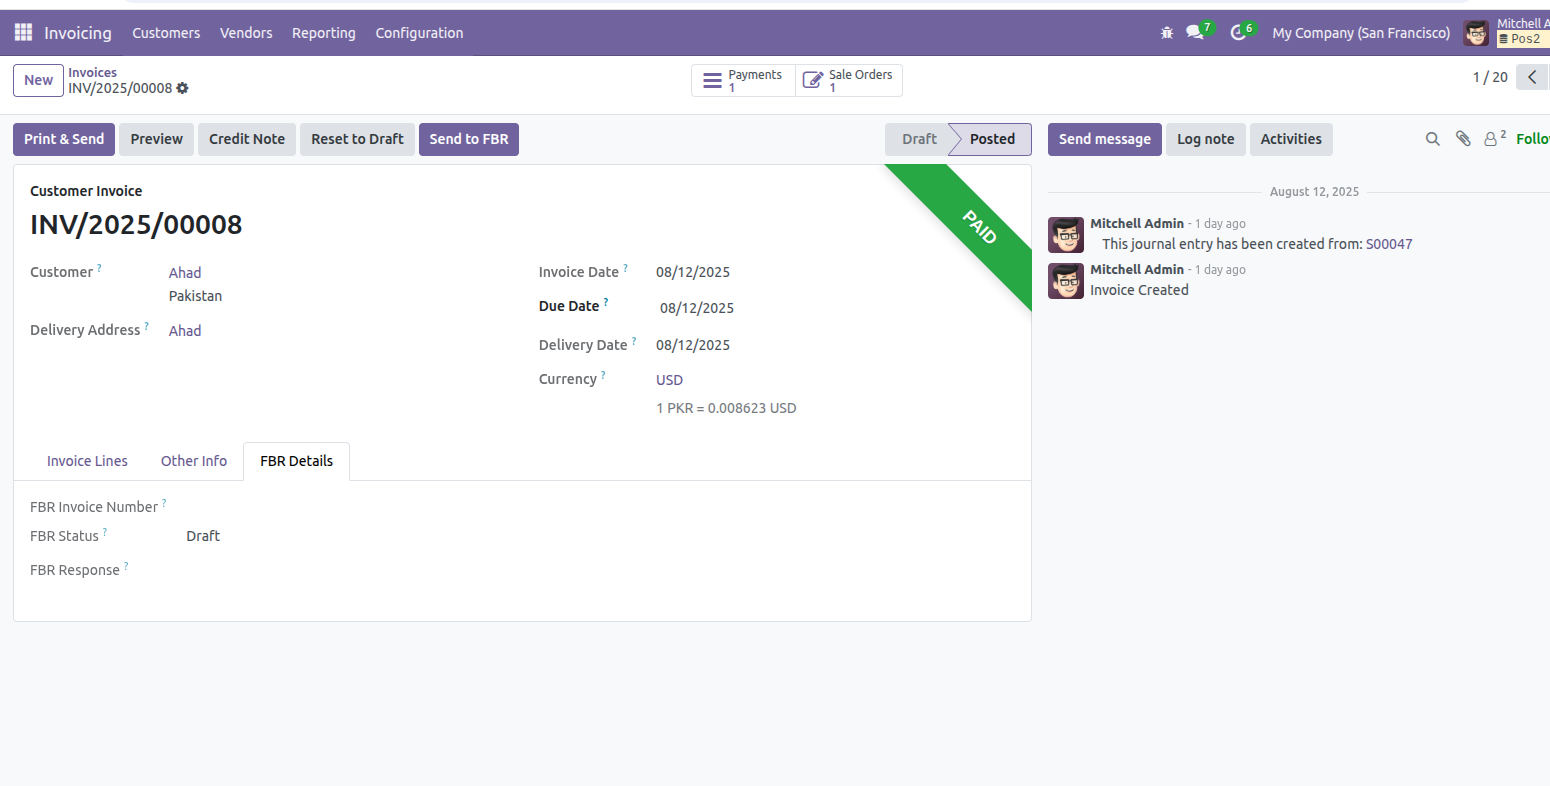 Invoicing Customers Vendors Reporting Configuration 7 6 My Company (San Francisco) Mitchell A
Pos2
New Invoices
INV/2025/00008
Payments
1
Sale Orders
1
1 / 20
Print & Send Preview Credit Note Reset to Draft Send to FBR Draft Posted Send message Log note Activities 2 Follo
Customer Invoice
INV/2025/00008
PAID
Customer ? Ahad
Pakistan
Delivery Address ? Ahad
Invoice Date ? 08/12/2025
Due Date ? 08/12/2025
Delivery Date ? 08/12/2025
Currency ? USD
1 PKR = 0.008623 USD
Invoice Lines Other Info FBR Details
FBR Invoice Number ?
FBR Status ? Draft
FBR Response ?
August 12, 2025
Mitchell Admin - 1 day ago
This journal entry has been created from: S00047
Mitchell Admin - 1 day ago
Invoice Created